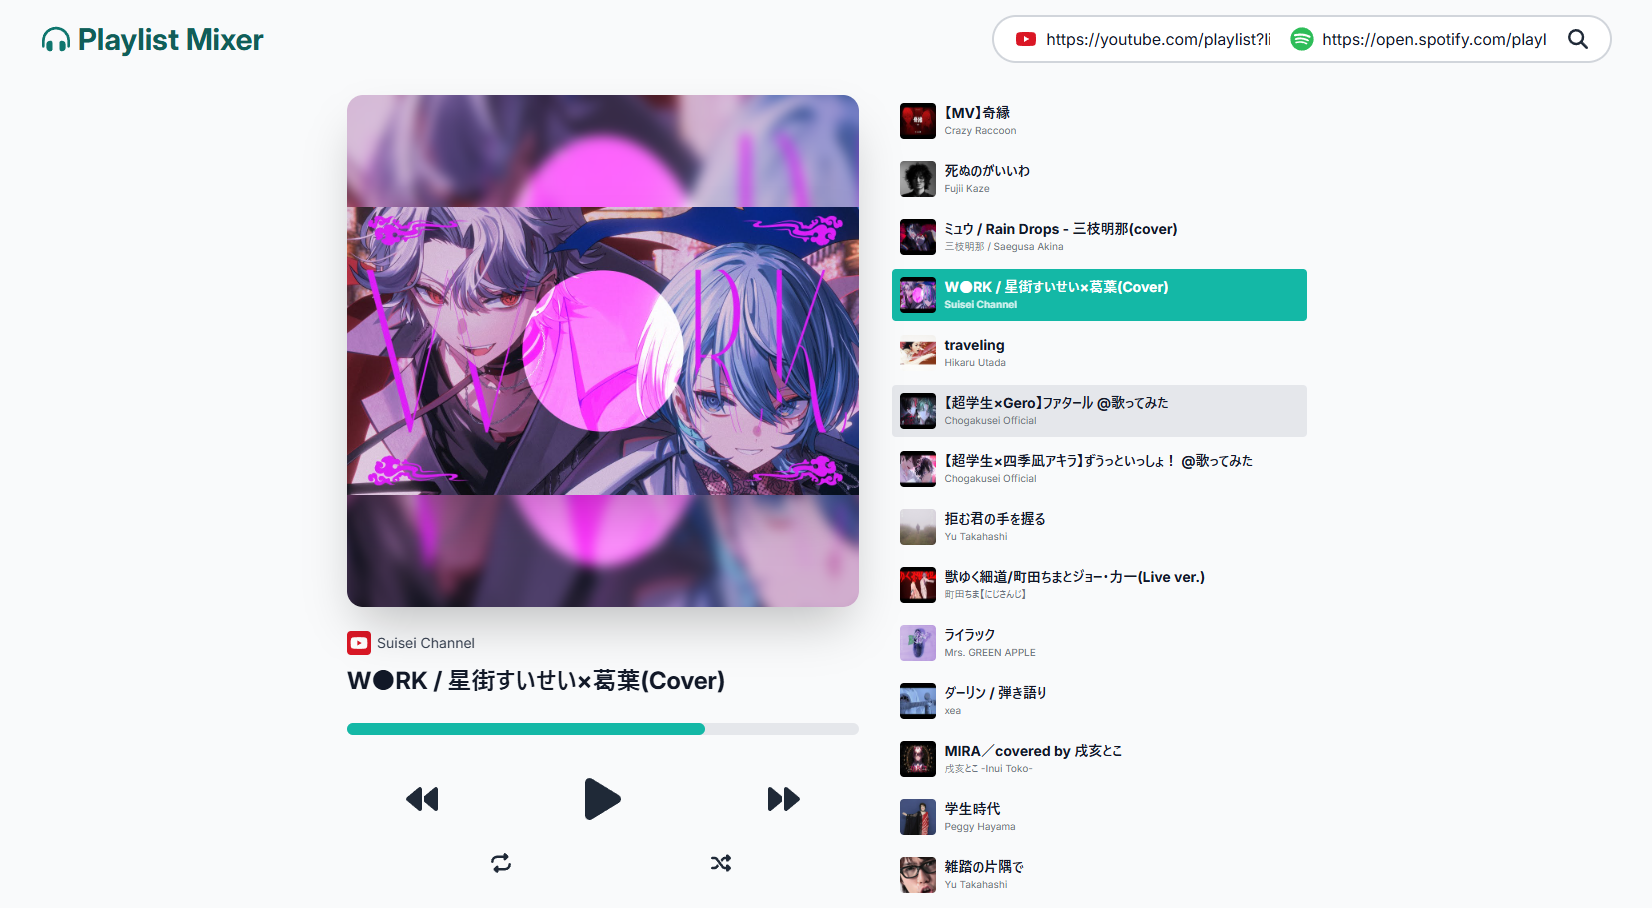 Playlist Mixer
https://youtube.com/playlist?li
https://open.spotify.com/playl
W●RK
Suisei Channel
W●RK / 星街すいせい×葛葉(Cover)
【MV】奇縁
Crazy Raccoon
死ぬのがいいわ
Fujii Kaze
ミュウ / Rain Drops - 三枝明那(cover)
三枝明那 / Saegusa Akina
W●RK / 星街すいせい×葛葉(Cover)
Suisei Channel
traveling
Hikaru Utada
【超学生×Gero】ファタール @歌ってみた
Chogakusei Official
【超学生×四季凪アキラ】ずうっといっしょ！ @歌ってみた
Chogakusei Official
拒む君の手を握る
Yu Takahashi
獣ゆく細道/町田ちまとジョー・力一(Live ver.)
町田ちま【にじさんじ】
ライラック
Mrs. GREEN APPLE
ダーリン / 弾き語り
xea
MIRA／covered by 戌亥とこ
戌亥とこ -Inui Toko-
学生時代
Peggy Hayama
雑踏の片隅で
Yu Takahashi